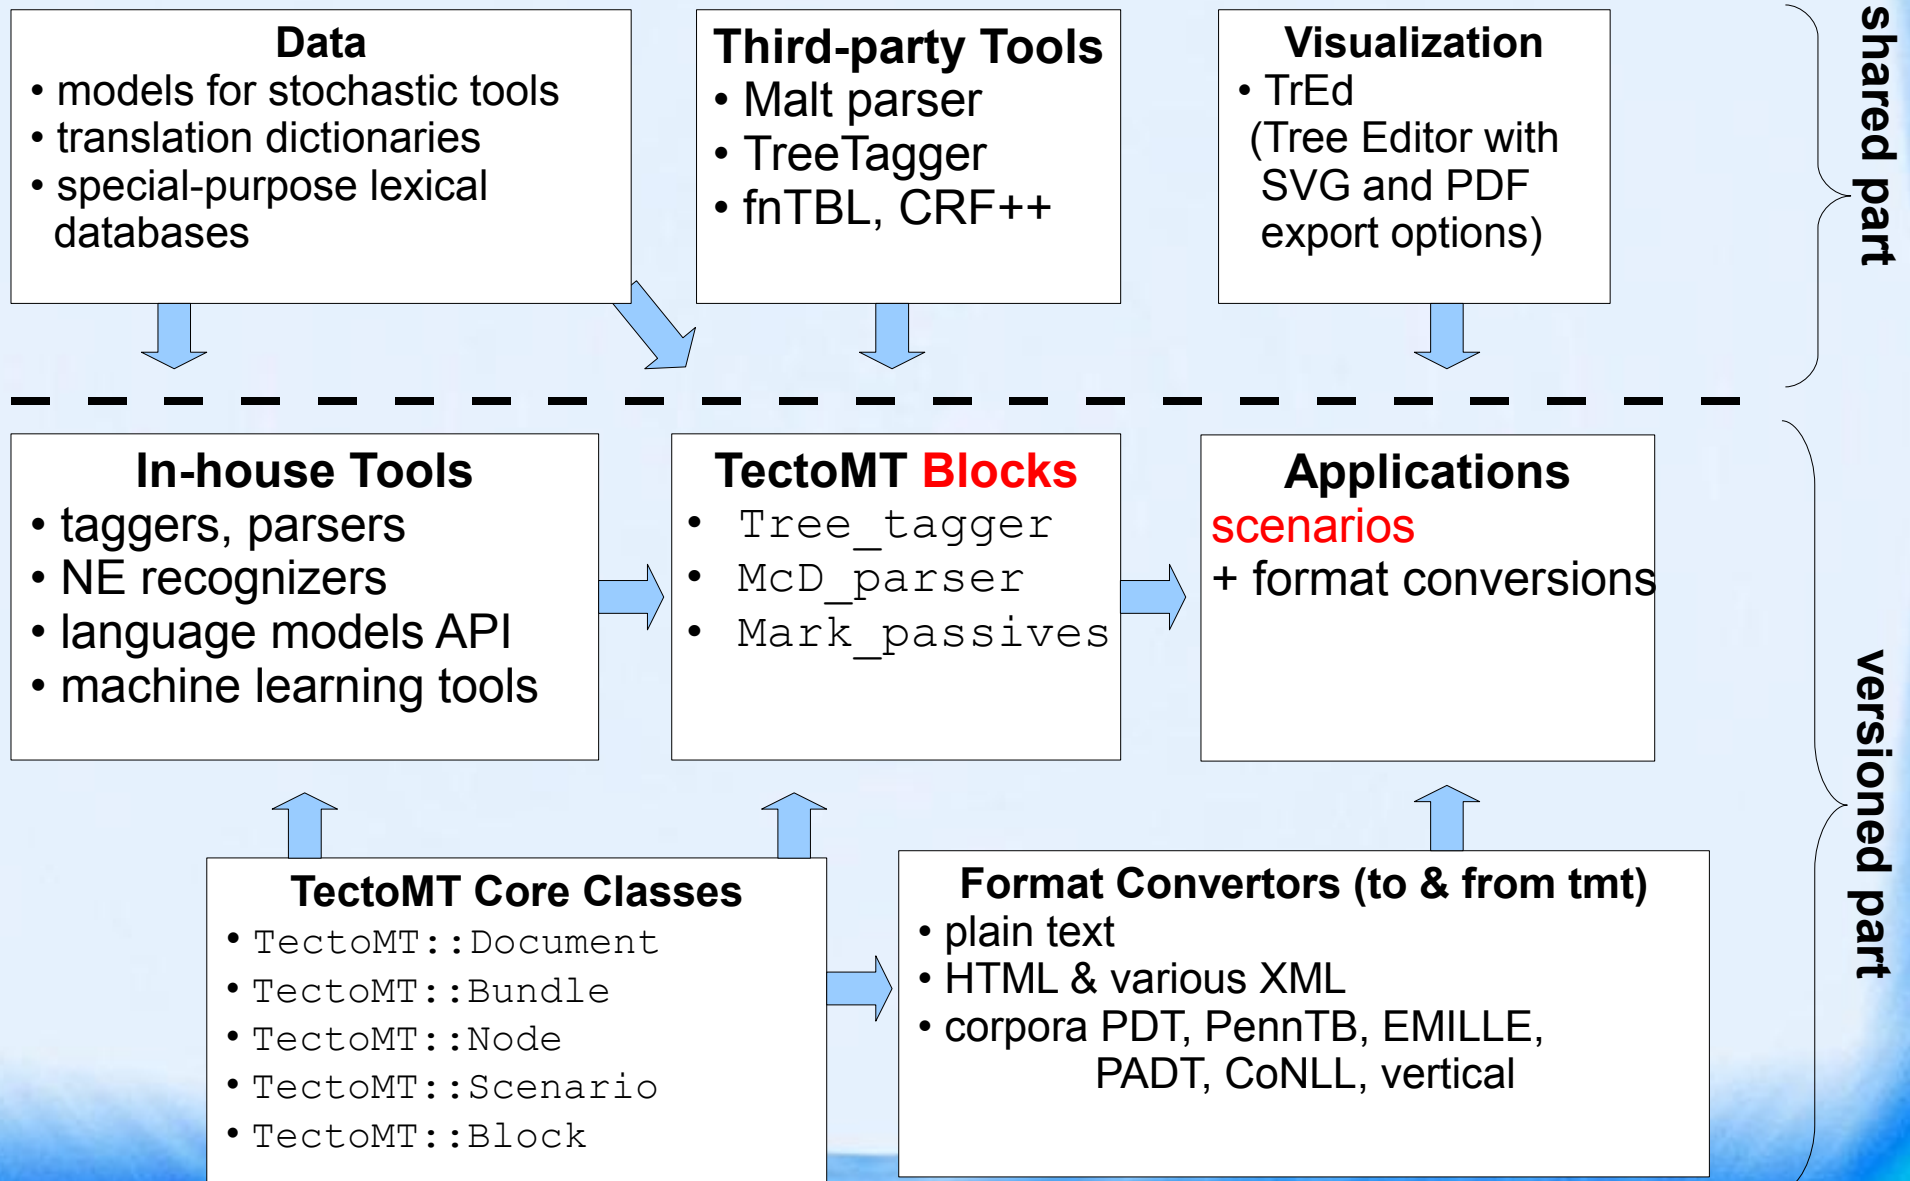 Data
• models for stochastic tools
• translation dictionaries
• special-purpose lexical
databases
Third-party Tools
• Malt parser
• TreeTagger
• fnTBL, CRF++
Visualization
• TrEd
(Tree Editor with
SVG and PDF
export options)
shared part
In-house Tools
• taggers, parsers
• NE recognizers
• language models API
• machine learning tools
TectoMT Blocks
• Tree_tagger
• McD_parser
• Mark_passives
Applications
scenarios
+ format conversions
TectoMT Core Classes
• TectoMT::Document
• TectoMT::Bundle
• TectoMT::Node
• TectoMT::Scenario
• TectoMT::Block
Format Convertors (to & from tmt)
• plain text
• HTML & various XML
• corpora PDT, PennTB, EMILLE,
PADT, CoNLL, vertical
versioned part